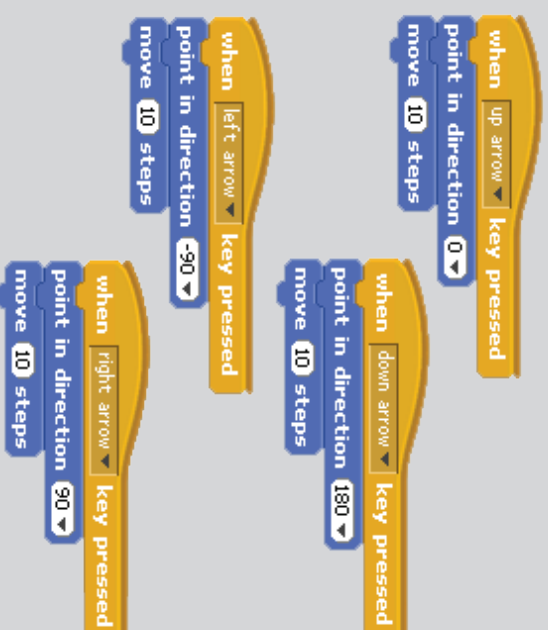 when up arrow key pressed
point in direction 0
move 10 steps
when down arrow key pressed
point in direction 180
move 10 steps
when left arrow key pressed
point in direction -90
move 10 steps
when right arrow key pressed
point in direction 90
move 10 steps